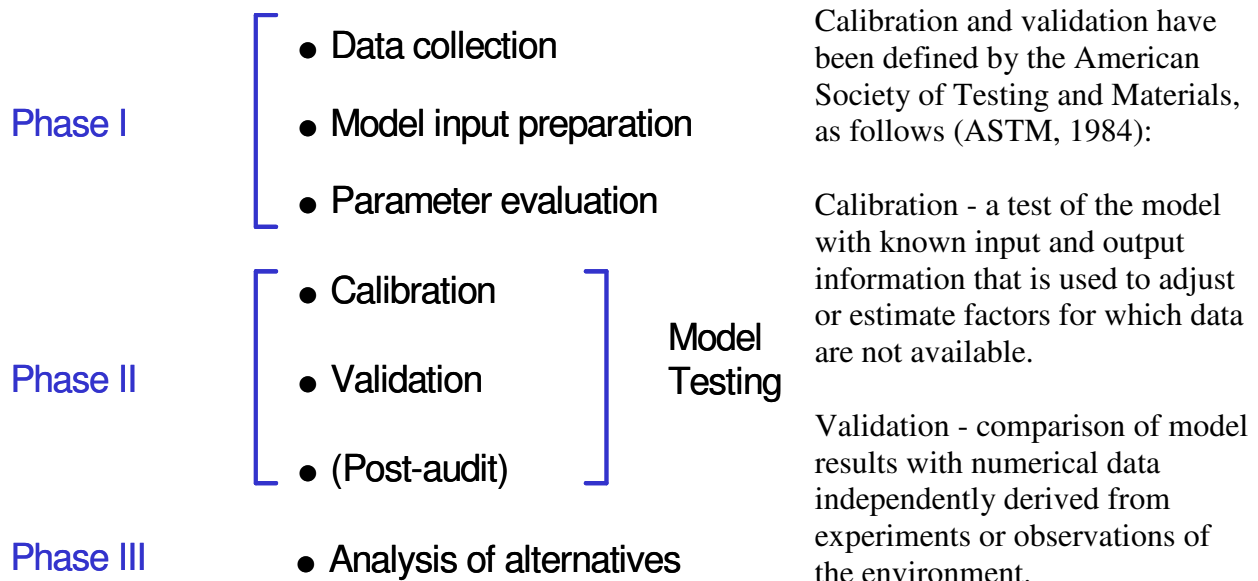 Phase I
● Data collection
● Model input preparation
● Parameter evaluation
Phase II
● Calibration
● Validation
● (Post-audit)
Model
Testing
Phase III
● Analysis of alternatives
Calibration and validation have
been defined by the American
Society of Testing and Materials,
as follows (ASTM, 1984):
Calibration - a test of the model
with known input and output
information that is used to adjust
or estimate factors for which data
are not available.
Validation - comparison of model
results with numerical data
independently derived from
experiments or observations of
the environment.